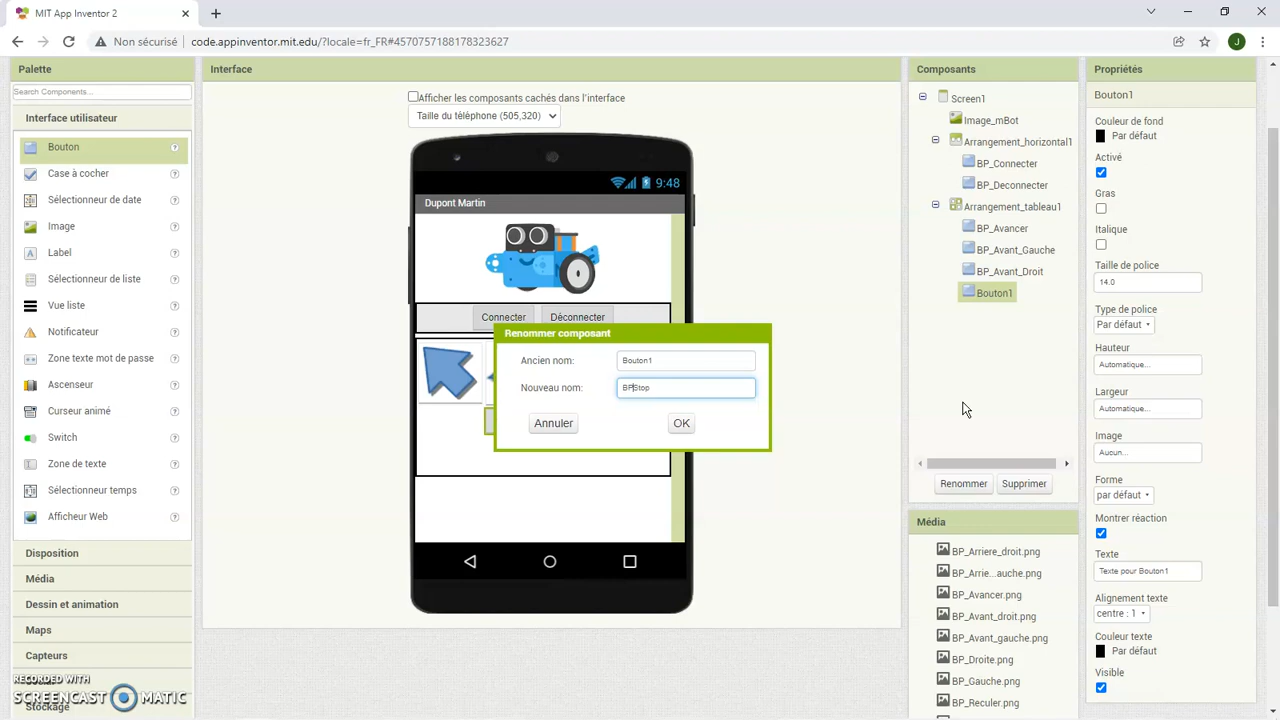 MIT App Inventor 2
Non sécurisé
code.appinventor.mit.edu/?locale=fr_FR#4570757188178323627
J
Palette
Search Components...
Interface utilisateur
Bouton
Case à cocher
Sélectionneur de date
Image
Label
Sélectionneur de liste
Vue liste
Notificateur
Zone texte mot de passe
Ascenseur
Curseur animé
Switch
Zone de texte
Sélectionneur temps
Afficheur Web
Disposition
Média
Dessin et animation
Maps
Capteurs
Stockage
RECORDED WITH
SCREENCAST MATIC
Interface
Afficher les composants cachés dans l'interface
Taille du téléphone (505,320)
9:48
Dupont Martin
Connecter
Déconnecter
Renommer composant
Ancien nom:
Bouton1
Nouveau nom:
BPStop
Annuler
OK
Composants
Screen1
Image_mBot
Arrangement_horizontal1
BP_Connecter
BP_Deconnecter
Arrangement_tableau1
BP_Avancer
BP_Avant_Gauche
BP_Avant_Droit
Bouton1
Renommer
Supprimer
Média
BP_Arriere_droit.png
BP_Arrie...auche.png
BP_Avancer.png
BP_Avant_droit.png
BP_Avant_gauche.png
BP_Droite.png
BP_Gauche.png
BP_Reculer.png
Propriétés
Bouton1
Couleur de fond
Par défaut
Activé
Gras
Italique
Taille de police
14.0
Type de police
Par défaut
Hauteur
Automatique...
Largeur
Automatique...
Image
Aucun...
Forme
par défaut
Montrer réaction
Texte
Texte pour Bouton1
Alignement texte
centre : 1
Couleur texte
Par défaut
Visible